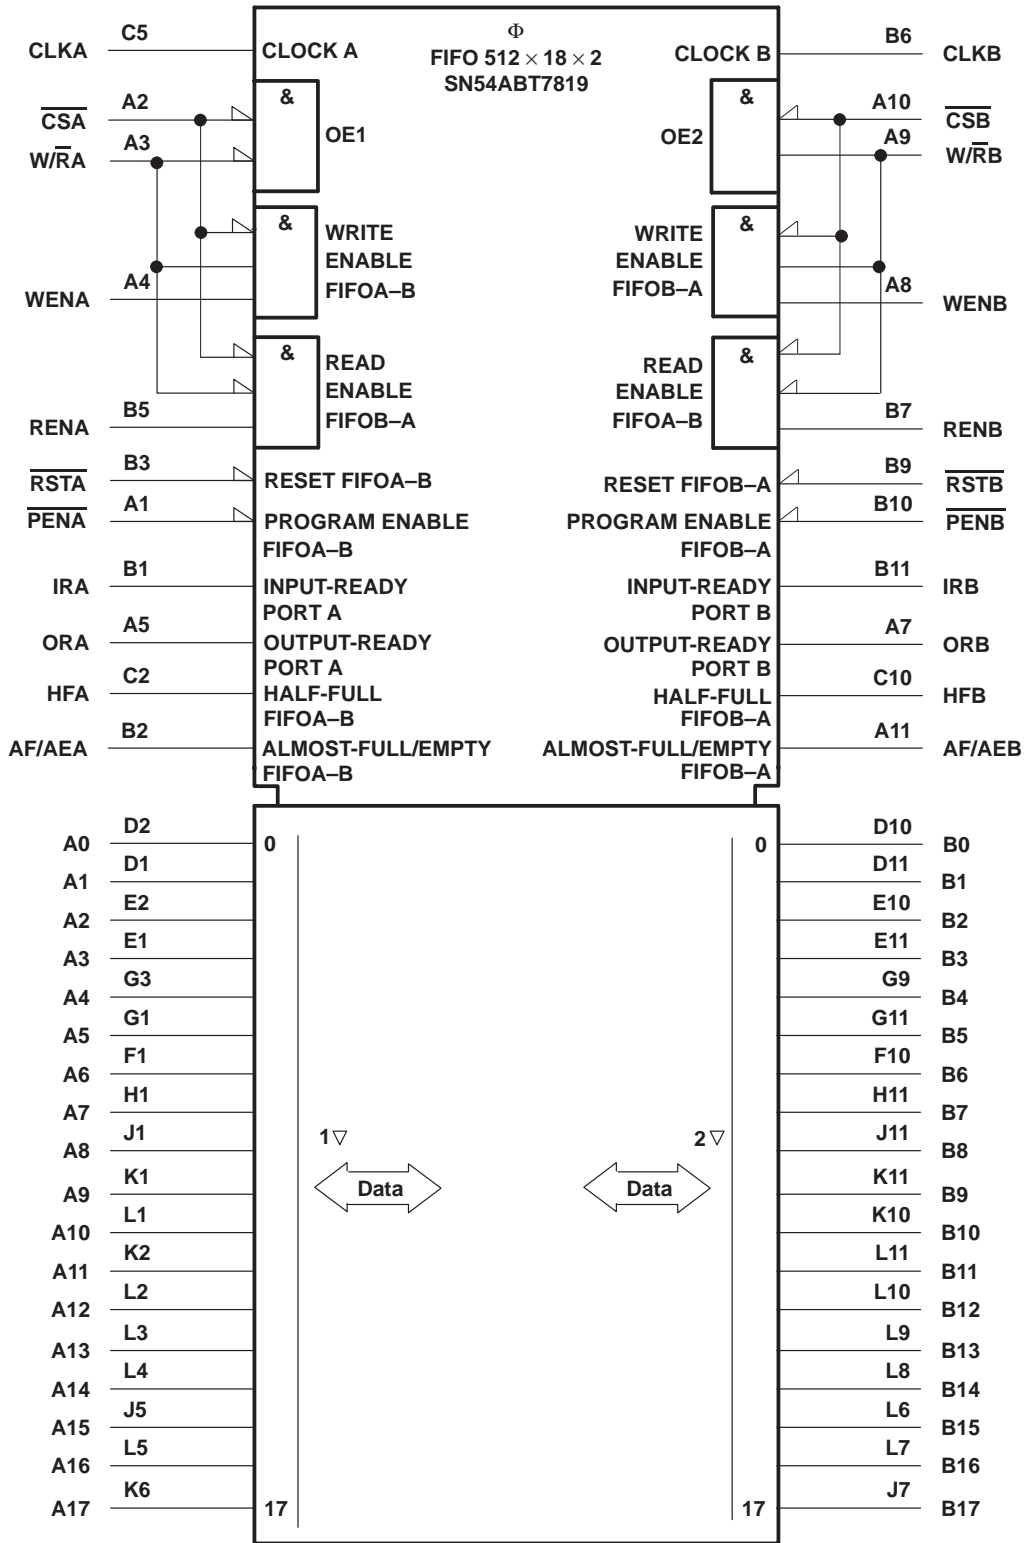 Φ
FIFO 512 × 18 × 2
SN54ABT7819
CLKA C5 CLOCK A CLOCK B B6 CLKB
CSA A2 & OE1 OE2 & A10 CSB
W/RA A3 A9 W/RB
& WRITE WRITE &
ENABLE ENABLE
WENA A4 FIFOA–B FIFOB–A A8 WENB
& READ READ &
ENABLE ENABLE
RENA B5 FIFOB–A FIFOA–B B7 RENB
RSTA B3 RESET FIFOA–B RESET FIFOB–A B9 RSTB
PENA A1 PROGRAM ENABLE PROGRAM ENABLE B10 PENB
FIFOA–B FIFOB–A
IRA B1 INPUT-READY INPUT-READY B11 IRB
PORT A PORT B
ORA A5 OUTPUT-READY OUTPUT-READY A7 ORB
PORT A PORT B
HFA C2 HALF-FULL HALF-FULL C10 HFB
FIFOA–B FIFOB–A
AF/AEA B2 ALMOST-FULL/EMPTY ALMOST-FULL/EMPTY A11 AF/AEB
FIFOA–B FIFOB–A
A0 D2 0 0 D10 B0
A1 D1 D11 B1
A2 E2 E10 B2
A3 E1 E11 B3
A4 G3 G9 B4
A5 G1 G11 B5
A6 F1 F10 B6
A7 H1 H11 B7
A8 J1 1▽ 2▽ J11 B8
A9 K1 Data Data K11 B9
A10 L1 K10 B10
A11 K2 L11 B11
A12 L2 L10 B12
A13 L3 L9 B13
A14 L4 L8 B14
A15 J5 L6 B15
A16 L5 L7 B16
A17 K6 17 17 J7 B17